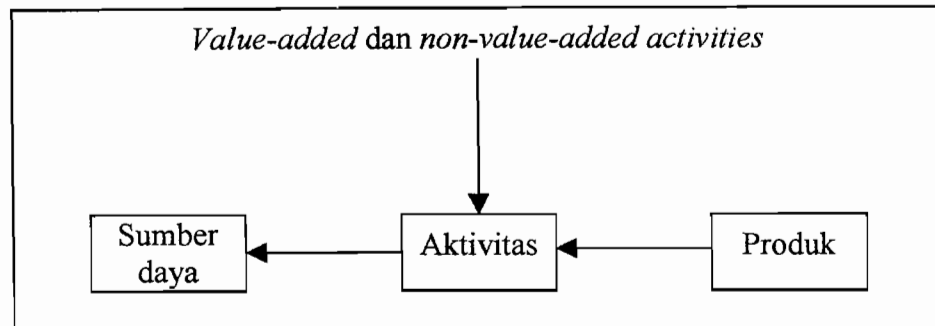 Value-added dan non-value-added activities
Sumber
daya
Aktivitas
Produk